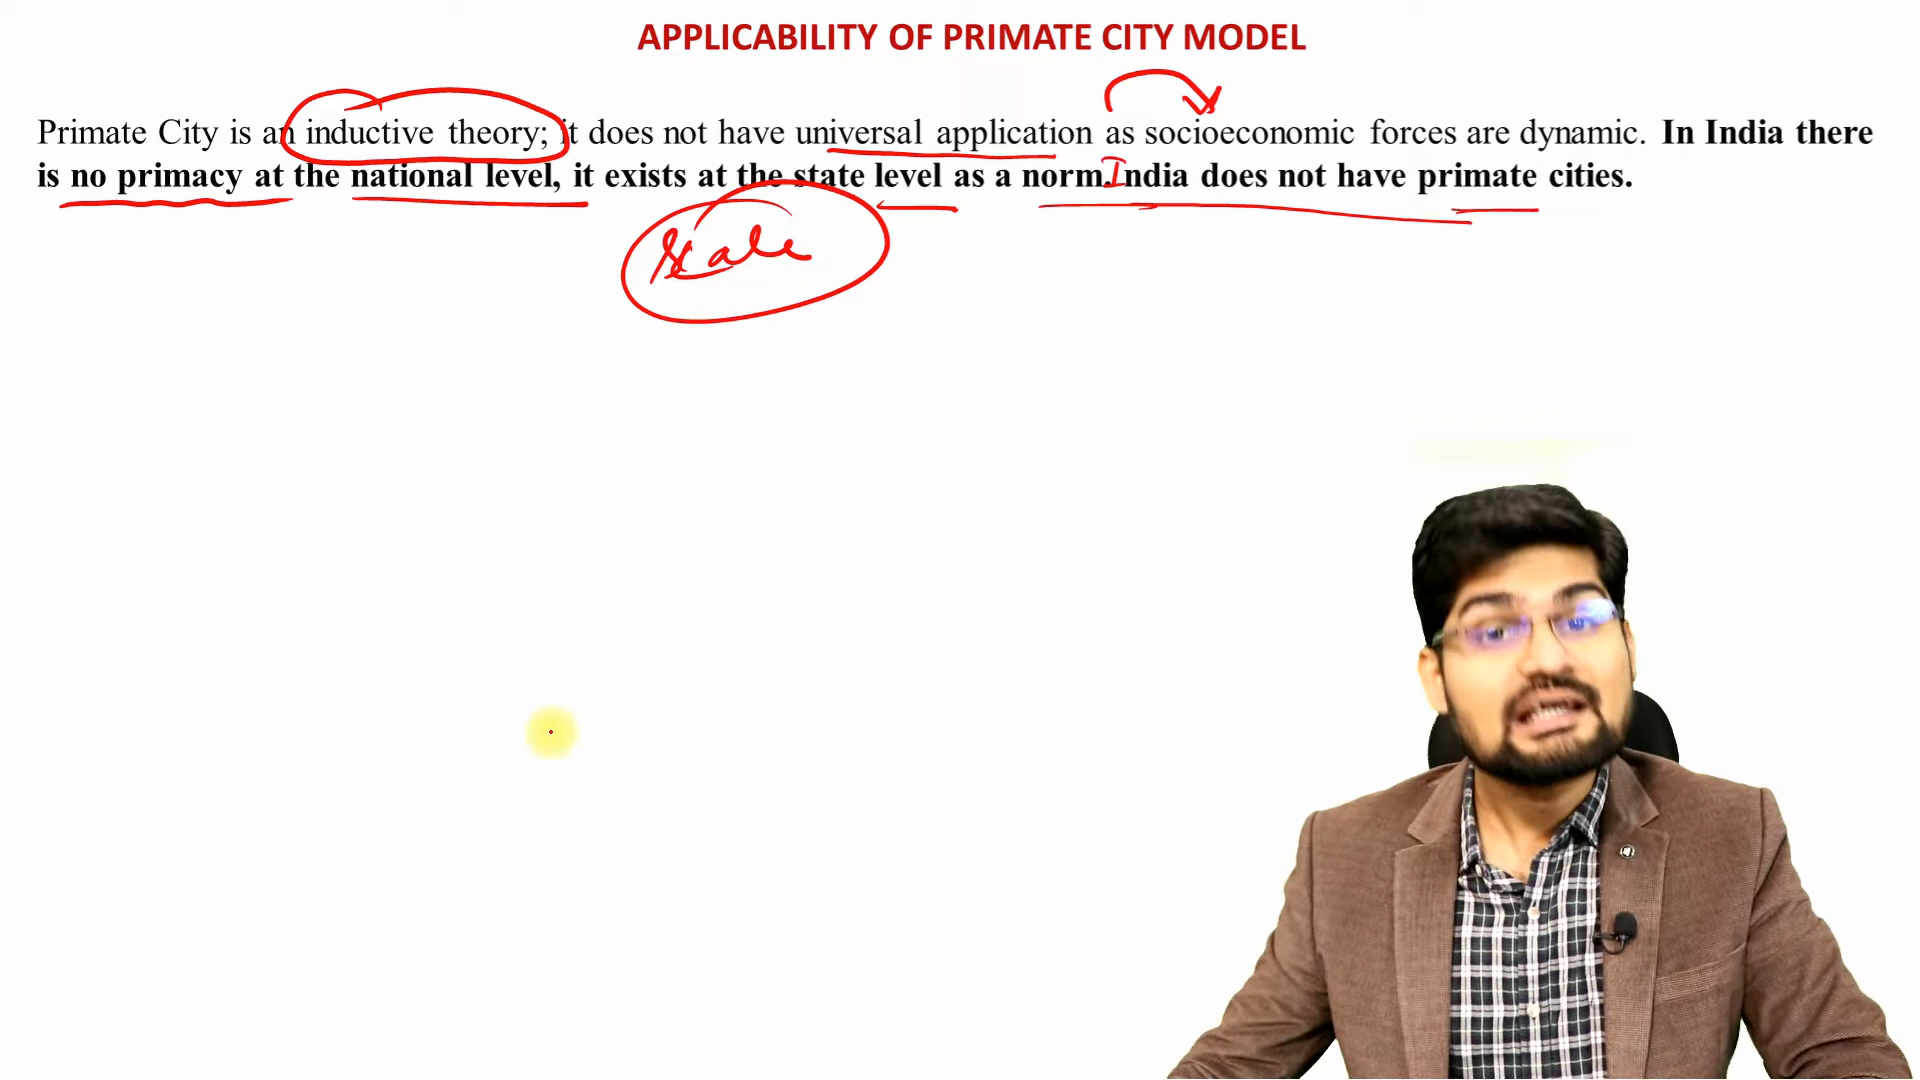 APPLICABILITY OF PRIMATE CITY MODEL
Primate City is an inductive theory; it does not have universal application as socioeconomic forces are dynamic. In India there
is no primacy at the national level, it exists at the state level as a norm.India does not have primate cities.